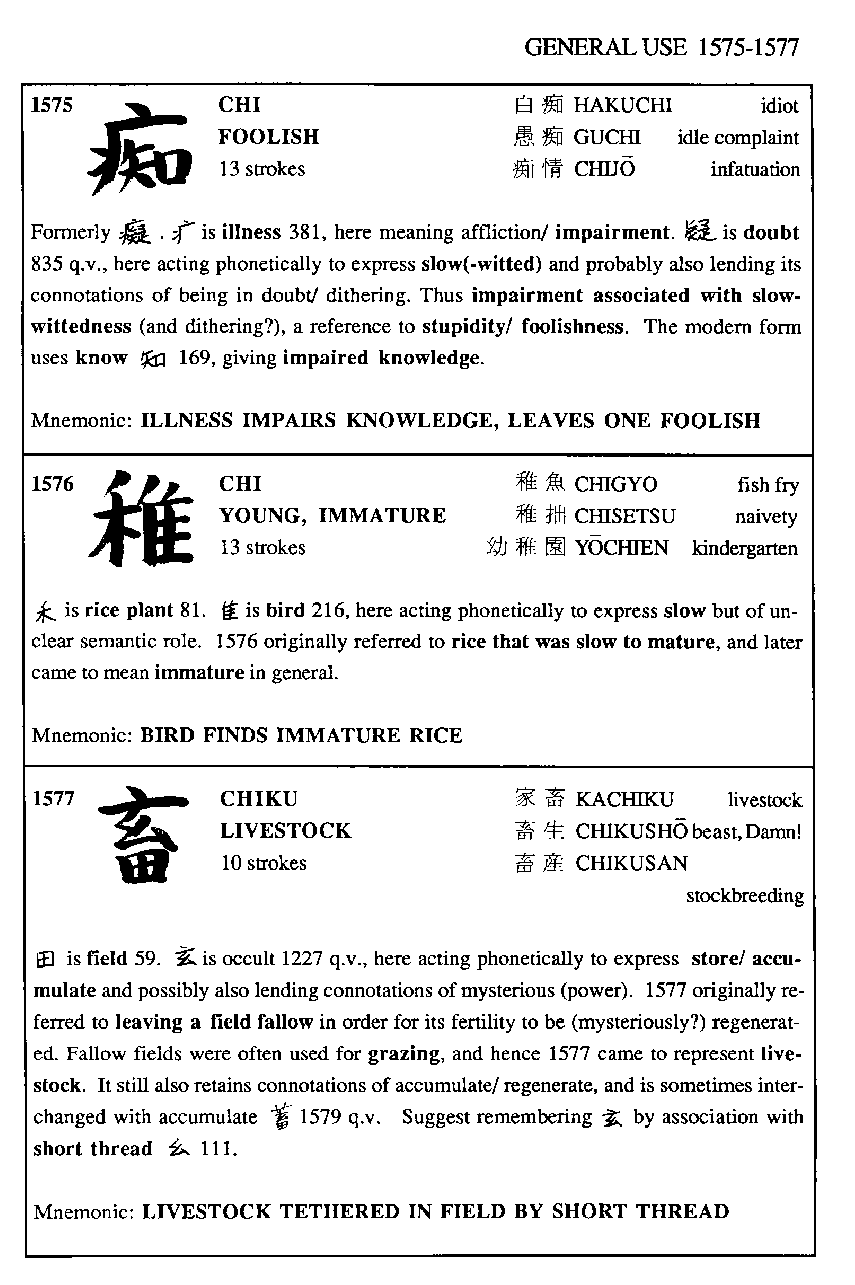 GENERAL USE 1575-1577
1575 痴 CHI 白痴 HAKUCHI idiot
FOOLISH 愚痴 GUCHI idle complaint
13 strokes 痴情 CHIJŌ infatuation
Formerly 癡. 疒 is illness 381, here meaning affliction/ impairment. 疑 is doubt
835 q.v., here acting phonetically to express slow(-witted) and probably also lending its
connotations of being in doubt/ dithering. Thus impairment associated with slow-
wittedness (and dithering?), a reference to stupidity/ foolishness. The modern form
uses know 知 169, giving impaired knowledge.
Mnemonic: ILLNESS IMPAIRS KNOWLEDGE, LEAVES ONE FOOLISH
1576 稚 CHI 稚魚 CHIGYO fish fry
YOUNG, IMMATURE 稚拙 CHISETSU naivety
13 strokes 幼稚園 YŌCHIEN kindergarten
禾 is rice plant 81. 隹 is bird 216, here acting phonetically to express slow but of un-
clear semantic role. 1576 originally referred to rice that was slow to mature, and later
came to mean immature in general.
Mnemonic: BIRD FINDS IMMATURE RICE
1577 畜 CHIKU 家畜 KACHIKU livestock
LIVESTOCK 畜生 CHIKUSHŌ beast, Damn!
10 strokes 畜産 CHIKUSAN
stockbreeding
田 is field 59. 玄 is occult 1227 q.v., here acting phonetically to express store/ accu-
mulate and possibly also lending connotations of mysterious (power). 1577 originally re-
ferred to leaving a field fallow in order for its fertility to be (mysteriously?) regenerat-
ed. Fallow fields were often used for grazing, and hence 1577 came to represent live-
stock. It still also retains connotations of accumulate/ regenerate, and is sometimes inter-
changed with accumulate 蓄 1579 q.v. Suggest remembering 玄 by association with
short thread 幺 111.
Mnemonic: LIVESTOCK TETHERED IN FIELD BY SHORT THREAD